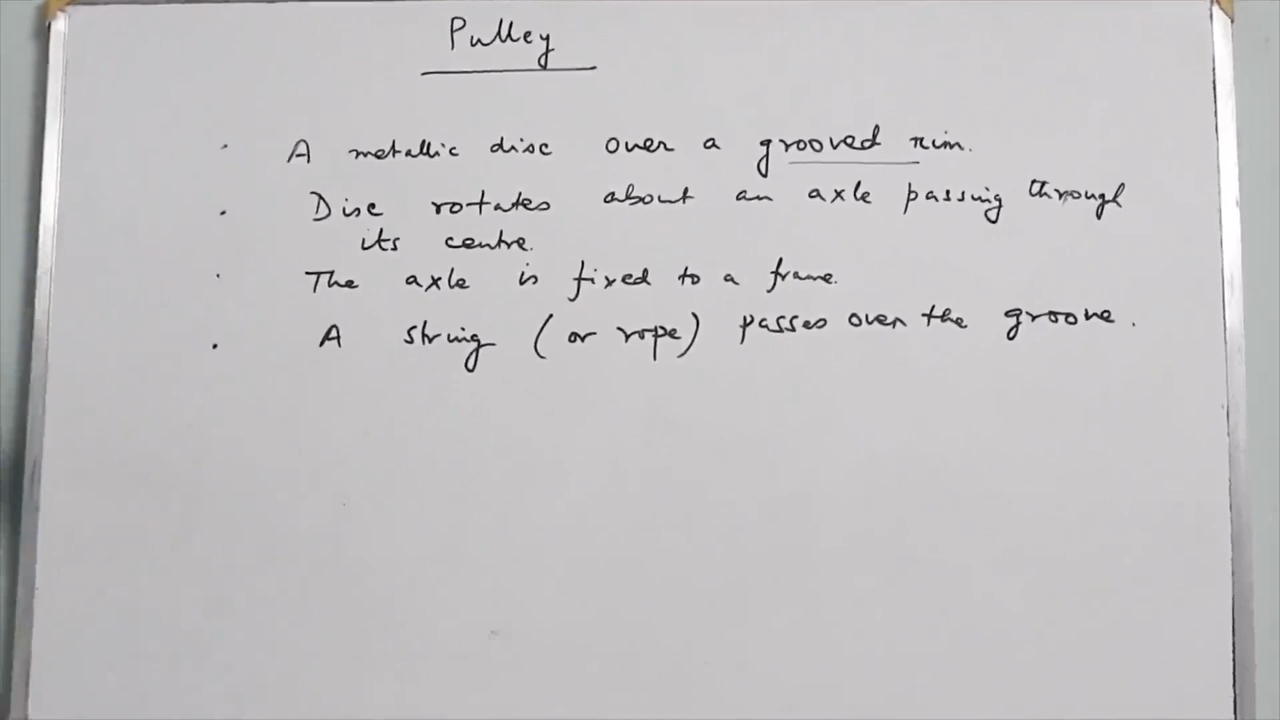 Pulley
. A metallic disc over a grooved rim.
. Disc rotates about an axle passing through
its centre.
. The axle is fixed to a frame.
. A string (or rope) passes over the groove.